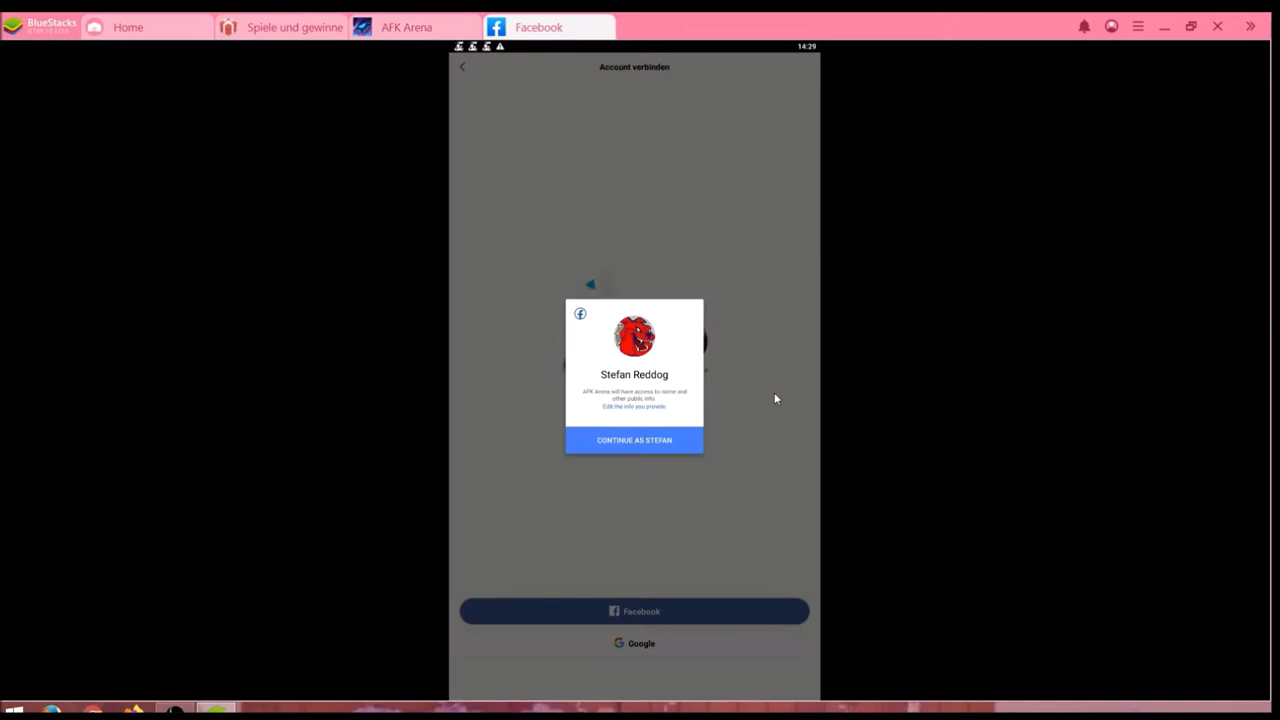 BlueStacks
Home
Spiele und gewinne
AFK Arena
Facebook
14:29
Account verbinden
Stefan Reddog
AFK Arena will have access to name and
other public info.
Edit the info you provide
CONTINUE AS STEFAN
Facebook
Google